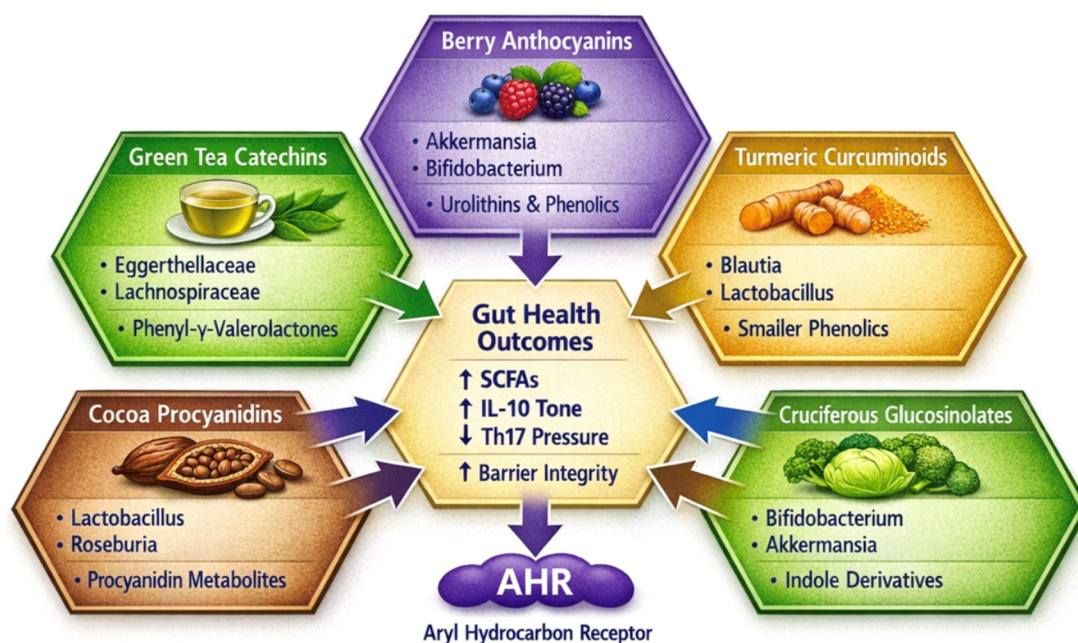 Berry Anthocyanins
• Akkermansia
• Bifidobacterium
• Urolithins & Phenolics
Green Tea Catechins
• Eggerthellaceae
• Lachnospiraceae
• Phenyl-γ-Valerolactones
Turmeric Curcuminoids
• Blautia
• Lactobacillus
• Smailer Phenolics
Gut Health
Outcomes
↑ SCFAs
↑ IL-10 Tone
↓ Th17 Pressure
↑ Barrier Integrity
Cocoa Procyanidins
• Lactobacillus
• Roseburia
• Procyanidin Metabolites
Cruciferous Glucosinolates
• Bifidobacterium
• Akkermansia
• Indole Derivatives
AHR
Aryl Hydrocarbon Receptor